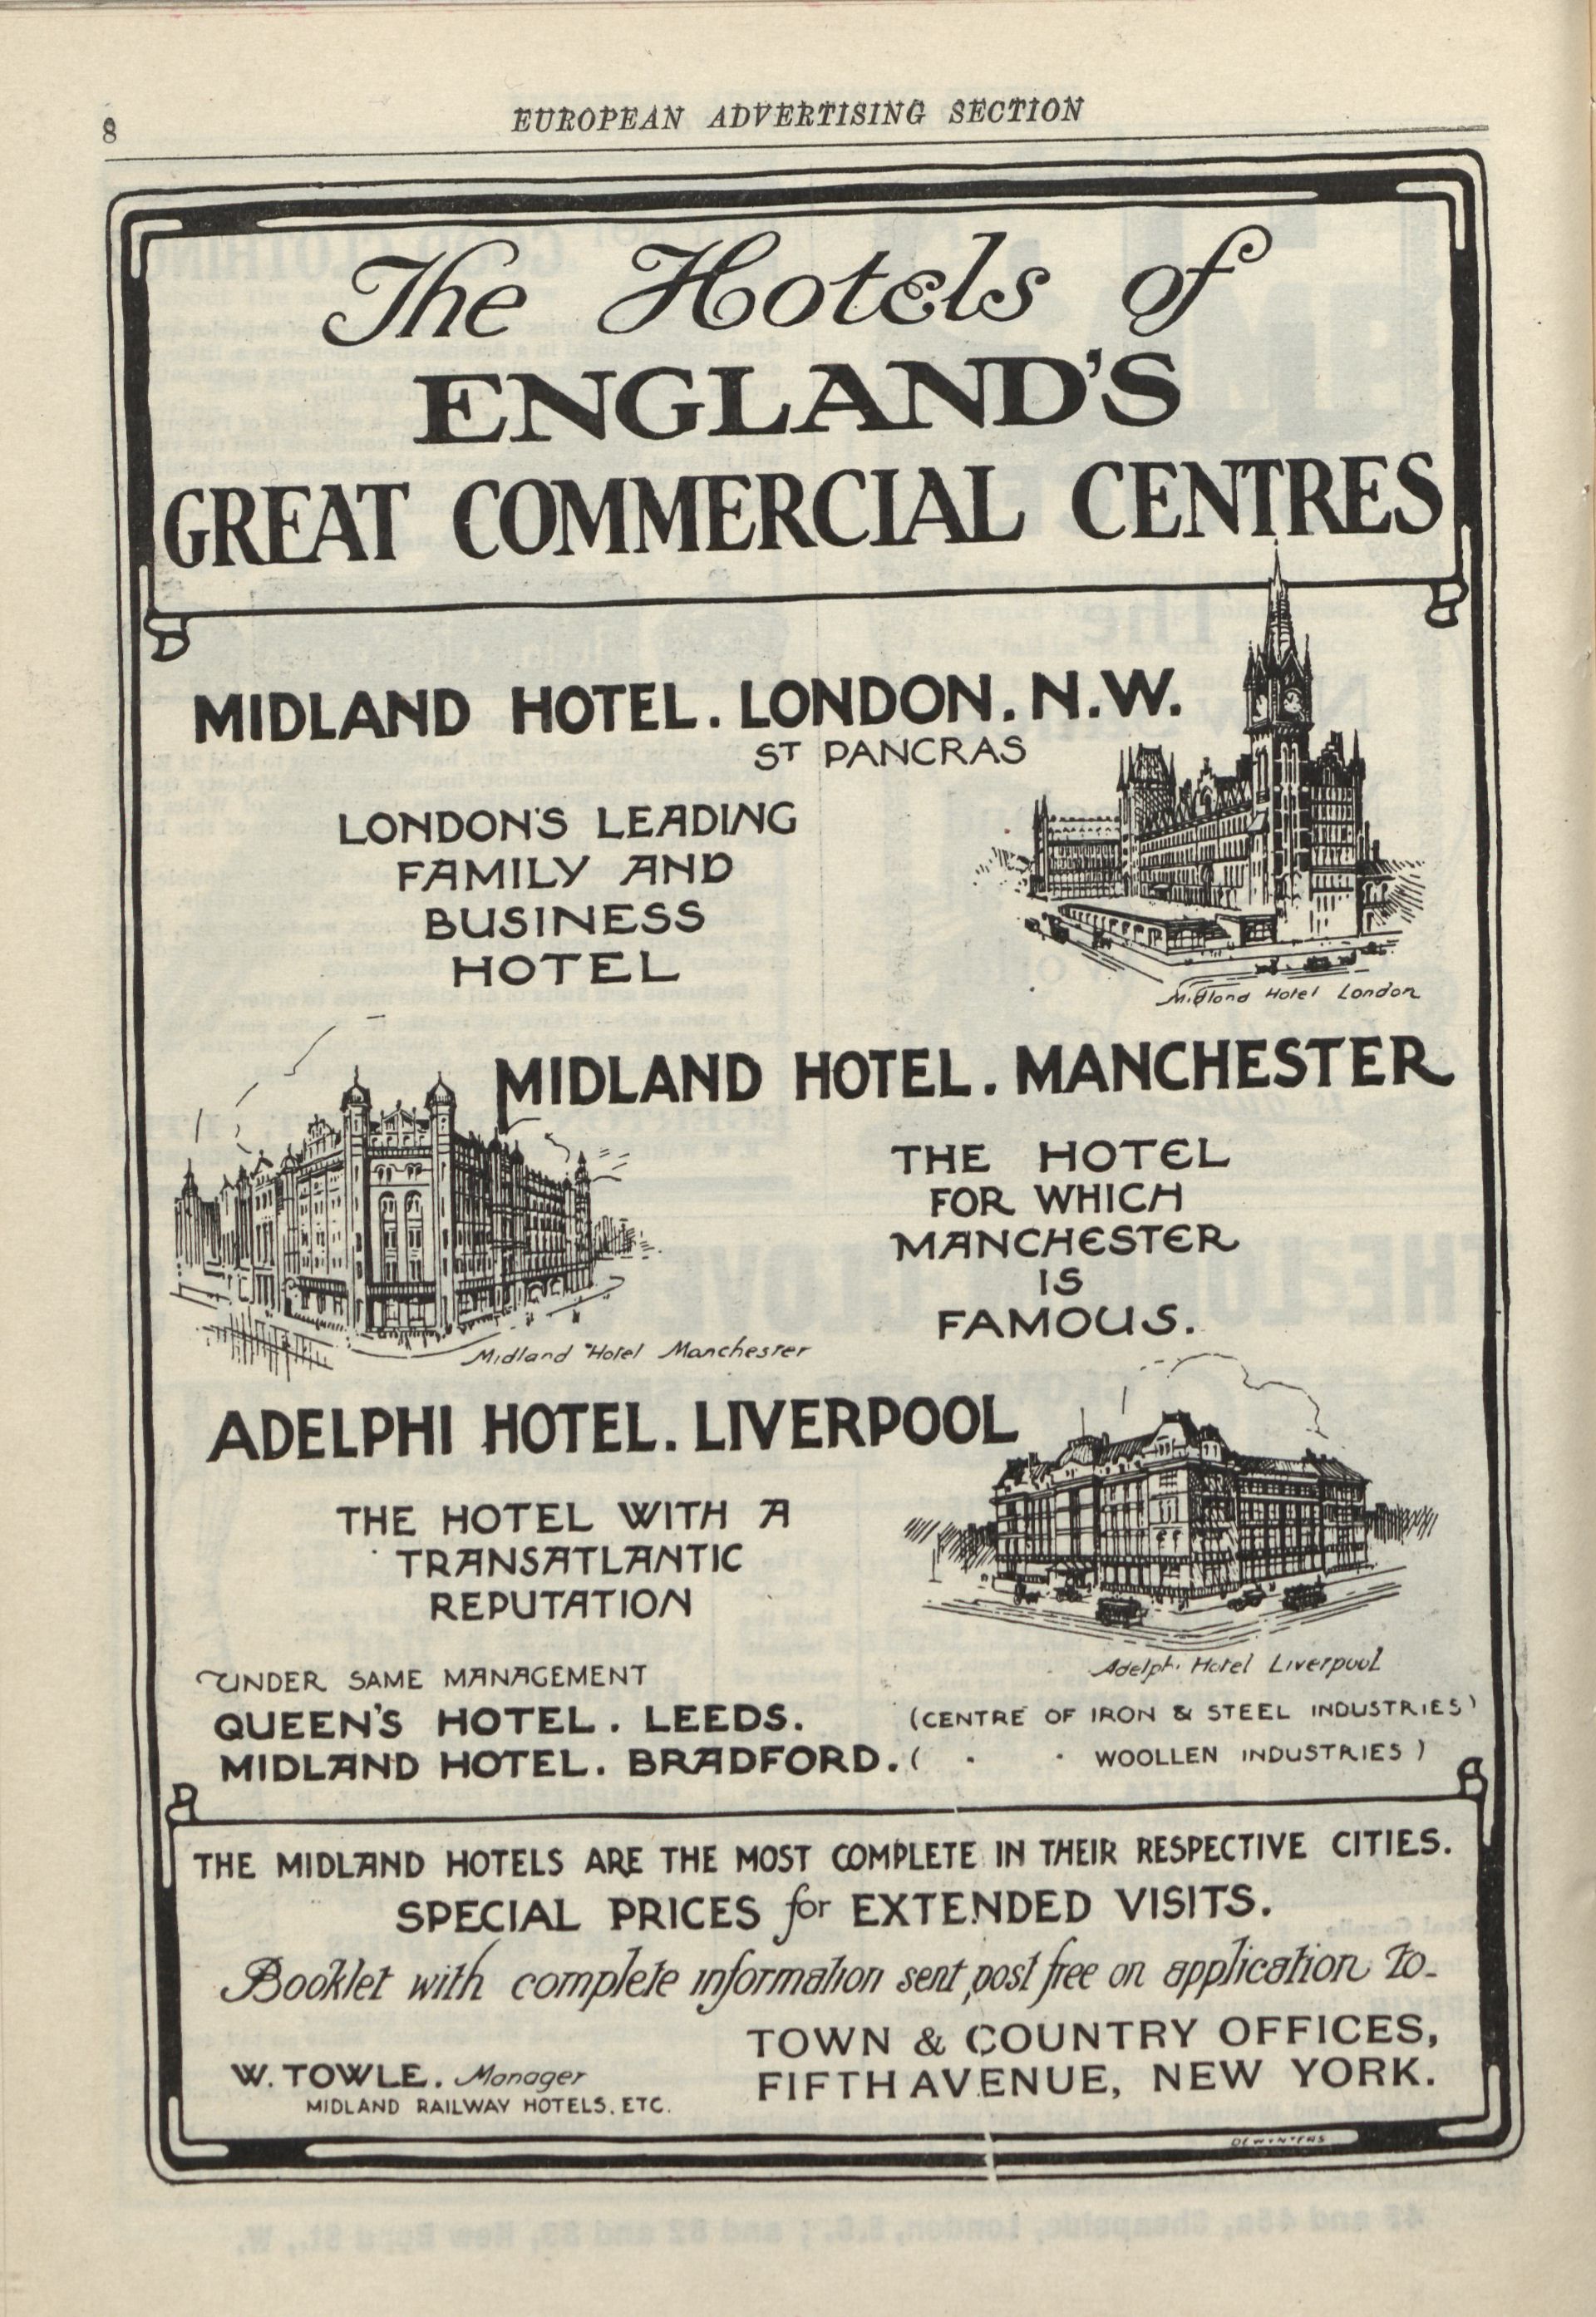 8
EUROPEAN ADVERTISING SECTION
The Hotels of
ENGLAND'S
GREAT COMMERCIAL CENTRES
MIDLAND HOTEL. LONDON. N.W.
ST PANCRAS
LONDON'S LEADING
FAMILY AND
BUSINESS
HOTEL
Midland Hotel London
MIDLAND HOTEL. MANCHESTER
THE HOTEL
FOR WHICH
MANCHESTER
IS
FAMOUS.
Midland Hotel Manchester
ADELPHI HOTEL. LIVERPOOL
THE HOTEL WITH A
TRANSATLANTIC
REPUTATION
Adelphi Hotel Liverpool
UNDER SAME MANAGEMENT
QUEEN'S HOTEL. LEEDS. (CENTRE OF IRON & STEEL INDUSTRIES)
MIDLAND HOTEL. BRADFORD. ( " " WOOLLEN INDUSTRIES)
THE MIDLAND HOTELS ARE THE MOST COMPLETE IN THEIR RESPECTIVE CITIES.
SPECIAL PRICES for EXTENDED VISITS.
Booklet with complete information sent post free on application to-
TOWN & COUNTRY OFFICES,
FIFTH AVENUE, NEW YORK.
W. TOWLE. Manager
MIDLAND RAILWAY HOTELS, ETC.
DEWYNTERS